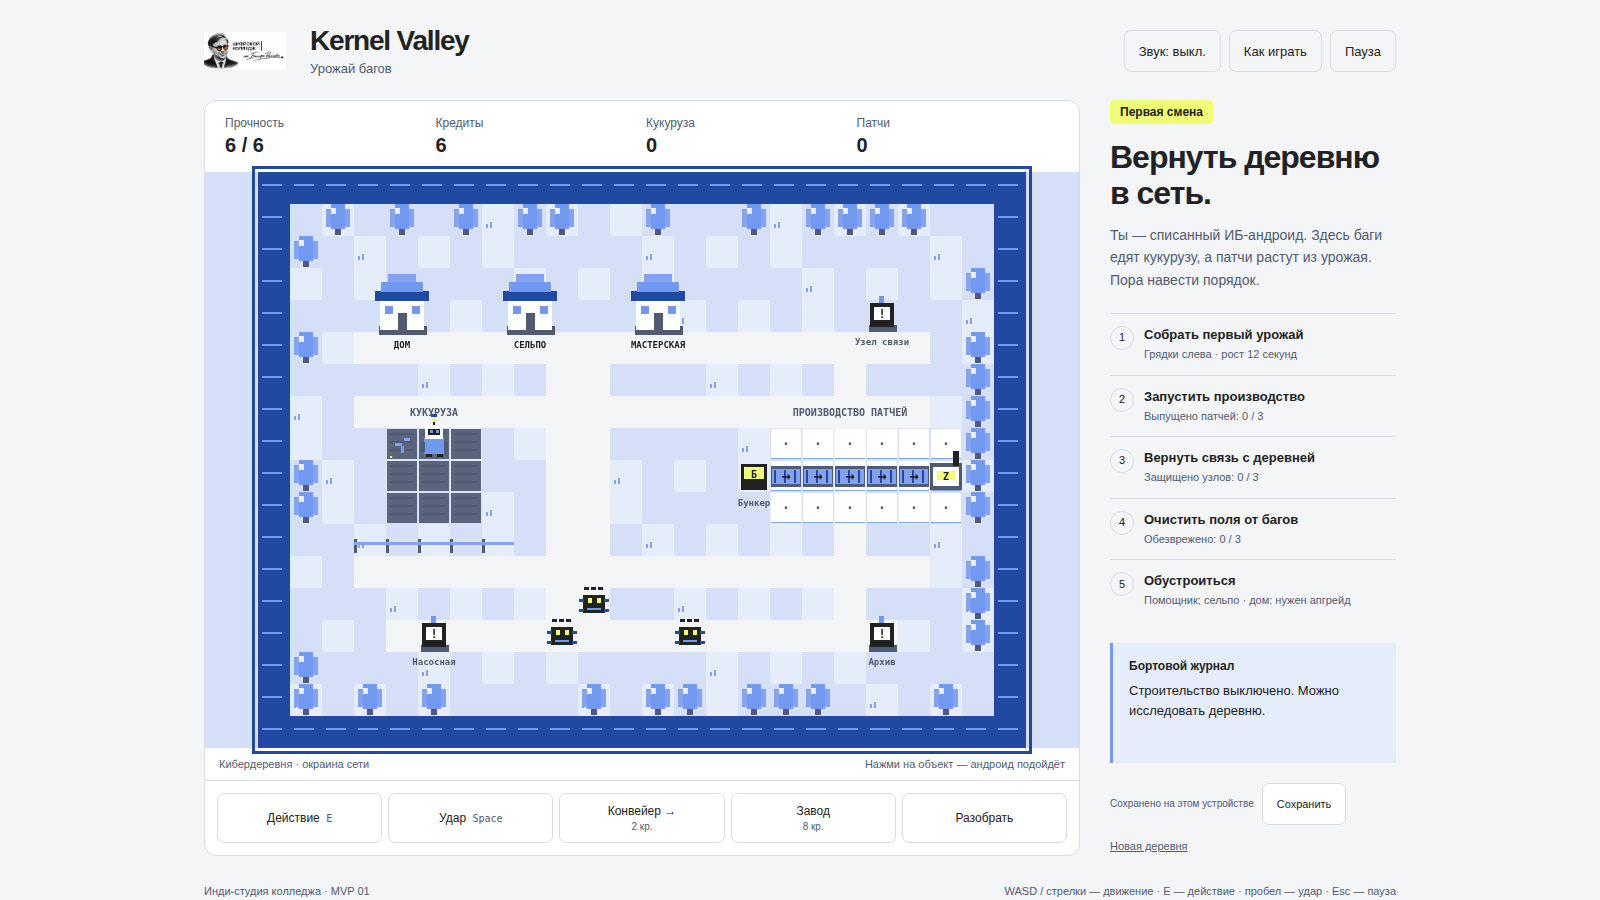 ЦИФРОВОЙ
КОЛЛЕДЖ
Kernel Valley
Урожай багов
Звук: выкл.
Как играть
Пауза
Прочность
6 / 6
Кредиты
6
Кукуруза
0
Патчи
0
!
ДОМ
СЕЛЬПО
МАСТЕРСКАЯ
Узел связи
КУКУРУЗА
ПРОИЗВОДСТВО ПАТЧЕЙ
Б
→ → → → →
Z
Бункер
!
!
Насосная
Архив
Кибердеревня · окраина сети
Нажми на объект — андроид подойдёт
Действие E
Удар Space
Конвейер →
2 кр.
Завод
8 кр.
Разобрать
Первая смена
Вернуть деревню
в сеть.
Ты — списанный ИБ-андроид. Здесь баги
едят кукурузу, а патчи растут из урожая.
Пора навести порядок.
1
Собрать первый урожай
Грядки слева · рост 12 секунд
2
Запустить производство
Выпущено патчей: 0 / 3
3
Вернуть связь с деревней
Защищено узлов: 0 / 3
4
Очистить поля от багов
Обезврежено: 0 / 3
5
Обустроиться
Помощник: сельпо · дом: нужен апгрейд
Бортовой журнал
Строительство выключено. Можно
исследовать деревню.
Сохранено на этом устройстве
Сохранить
Новая деревня
Инди-студия колледжа · MVP 01
WASD / стрелки — движение · E — действие · пробел — удар · Esc — пауза